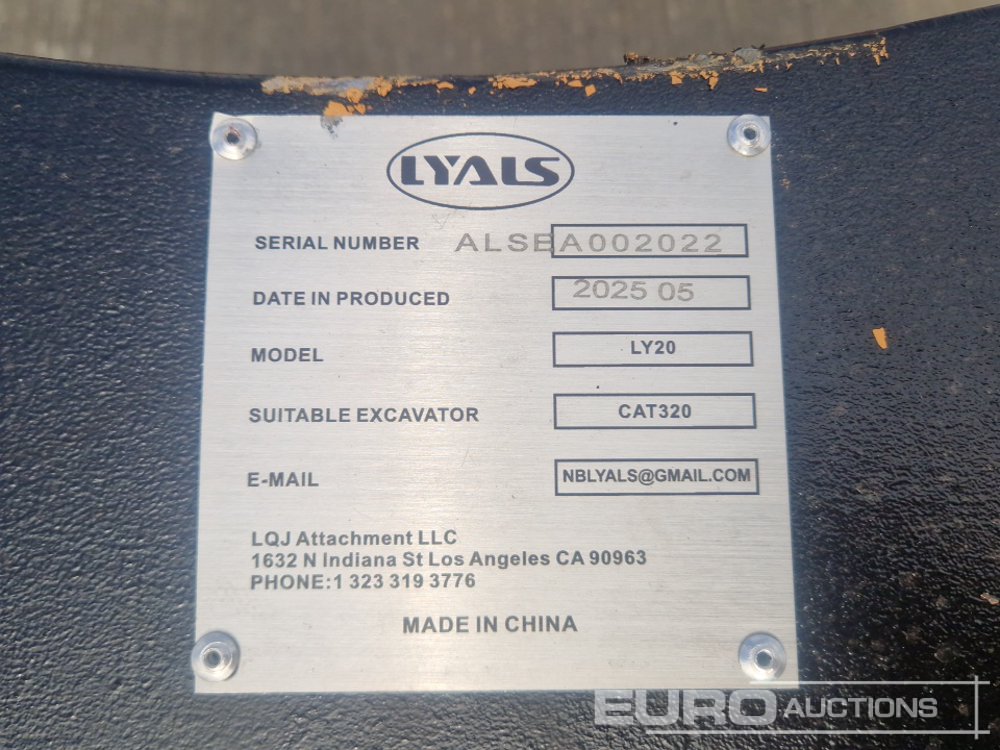 LYALS
SERIAL NUMBER ALSBA002022
DATE IN PRODUCED 2025 05
MODEL LY20
SUITABLE EXCAVATOR CAT320
E-MAIL NBLYALS@GMAIL.COM
LQJ Attachment LLC
1632 N Indiana St Los Angeles CA 90963
PHONE:1 323 319 3776
MADE IN CHINA
EURO AUCTIONS